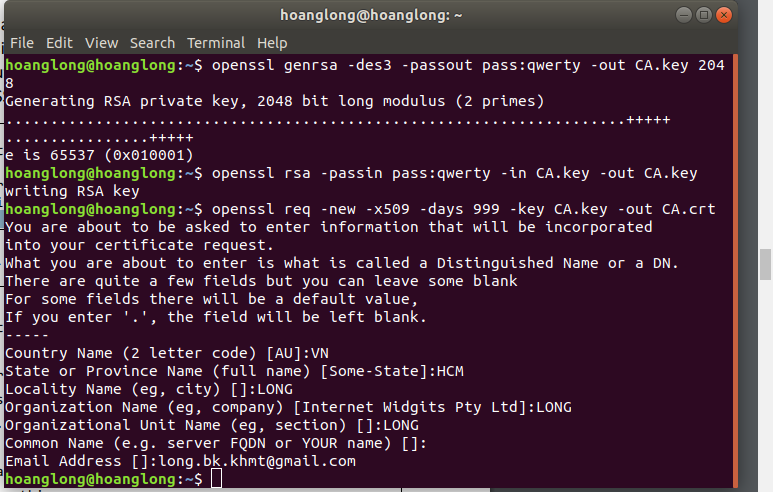 hoanglong@hoanglong: ~
File Edit View Search Terminal Help
hoanglong@hoanglong:~$ openssl genrsa -des3 -passout pass:qwerty -out CA.key 204
8
Generating RSA private key, 2048 bit long modulus (2 primes)
.....................................................................+++++
................+++++
e is 65537 (0x010001)
hoanglong@hoanglong:~$ openssl rsa -passin pass:qwerty -in CA.key -out CA.key
writing RSA key
hoanglong@hoanglong:~$ openssl req -new -x509 -days 999 -key CA.key -out CA.crt
You are about to be asked to enter information that will be incorporated
into your certificate request.
What you are about to enter is what is called a Distinguished Name or a DN.
There are quite a few fields but you can leave some blank
For some fields there will be a default value,
If you enter '.', the field will be left blank.
-----
Country Name (2 letter code) [AU]:VN
State or Province Name (full name) [Some-State]:HCM
Locality Name (eg, city) []:LONG
Organization Name (eg, company) [Internet Widgits Pty Ltd]:LONG
Organizational Unit Name (eg, section) []:LONG
Common Name (e.g. server FQDN or YOUR name) []:
Email Address []:long.bk.khmt@gmail.com
hoanglong@hoanglong:~$